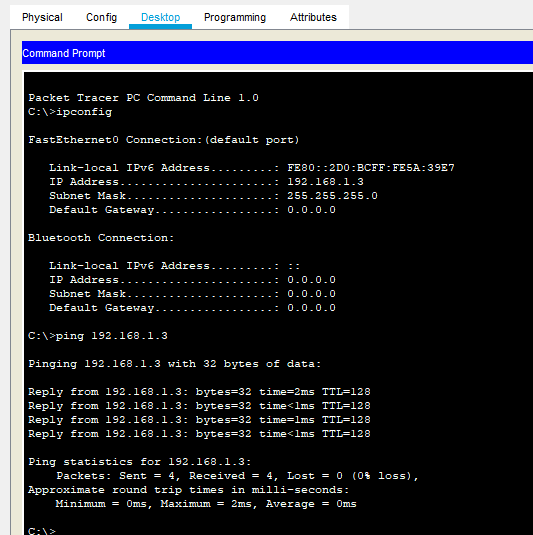 Physical Config Desktop Programming Attributes
Command Prompt
Packet Tracer PC Command Line 1.0
C:\>ipconfig
FastEthernet0 Connection:(default port)
Link-local IPv6 Address.........: FE80::2D0:BCFF:FE5A:39E7
IP Address......................: 192.168.1.3
Subnet Mask.....................: 255.255.255.0
Default Gateway.................: 0.0.0.0
Bluetooth Connection:
Link-local IPv6 Address.........: ::
IP Address......................: 0.0.0.0
Subnet Mask.....................: 0.0.0.0
Default Gateway.................: 0.0.0.0
C:\>ping 192.168.1.3
Pinging 192.168.1.3 with 32 bytes of data:
Reply from 192.168.1.3: bytes=32 time=2ms TTL=128
Reply from 192.168.1.3: bytes=32 time<1ms TTL=128
Reply from 192.168.1.3: bytes=32 time=1ms TTL=128
Reply from 192.168.1.3: bytes=32 time<1ms TTL=128
Ping statistics for 192.168.1.3:
Packets: Sent = 4, Received = 4, Lost = 0 (0% loss),
Approximate round trip times in milli-seconds:
Minimum = 0ms, Maximum = 2ms, Average = 0ms
C:\>